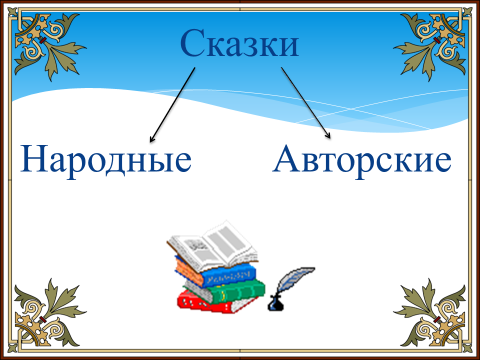 Сказки
Народные Авторские